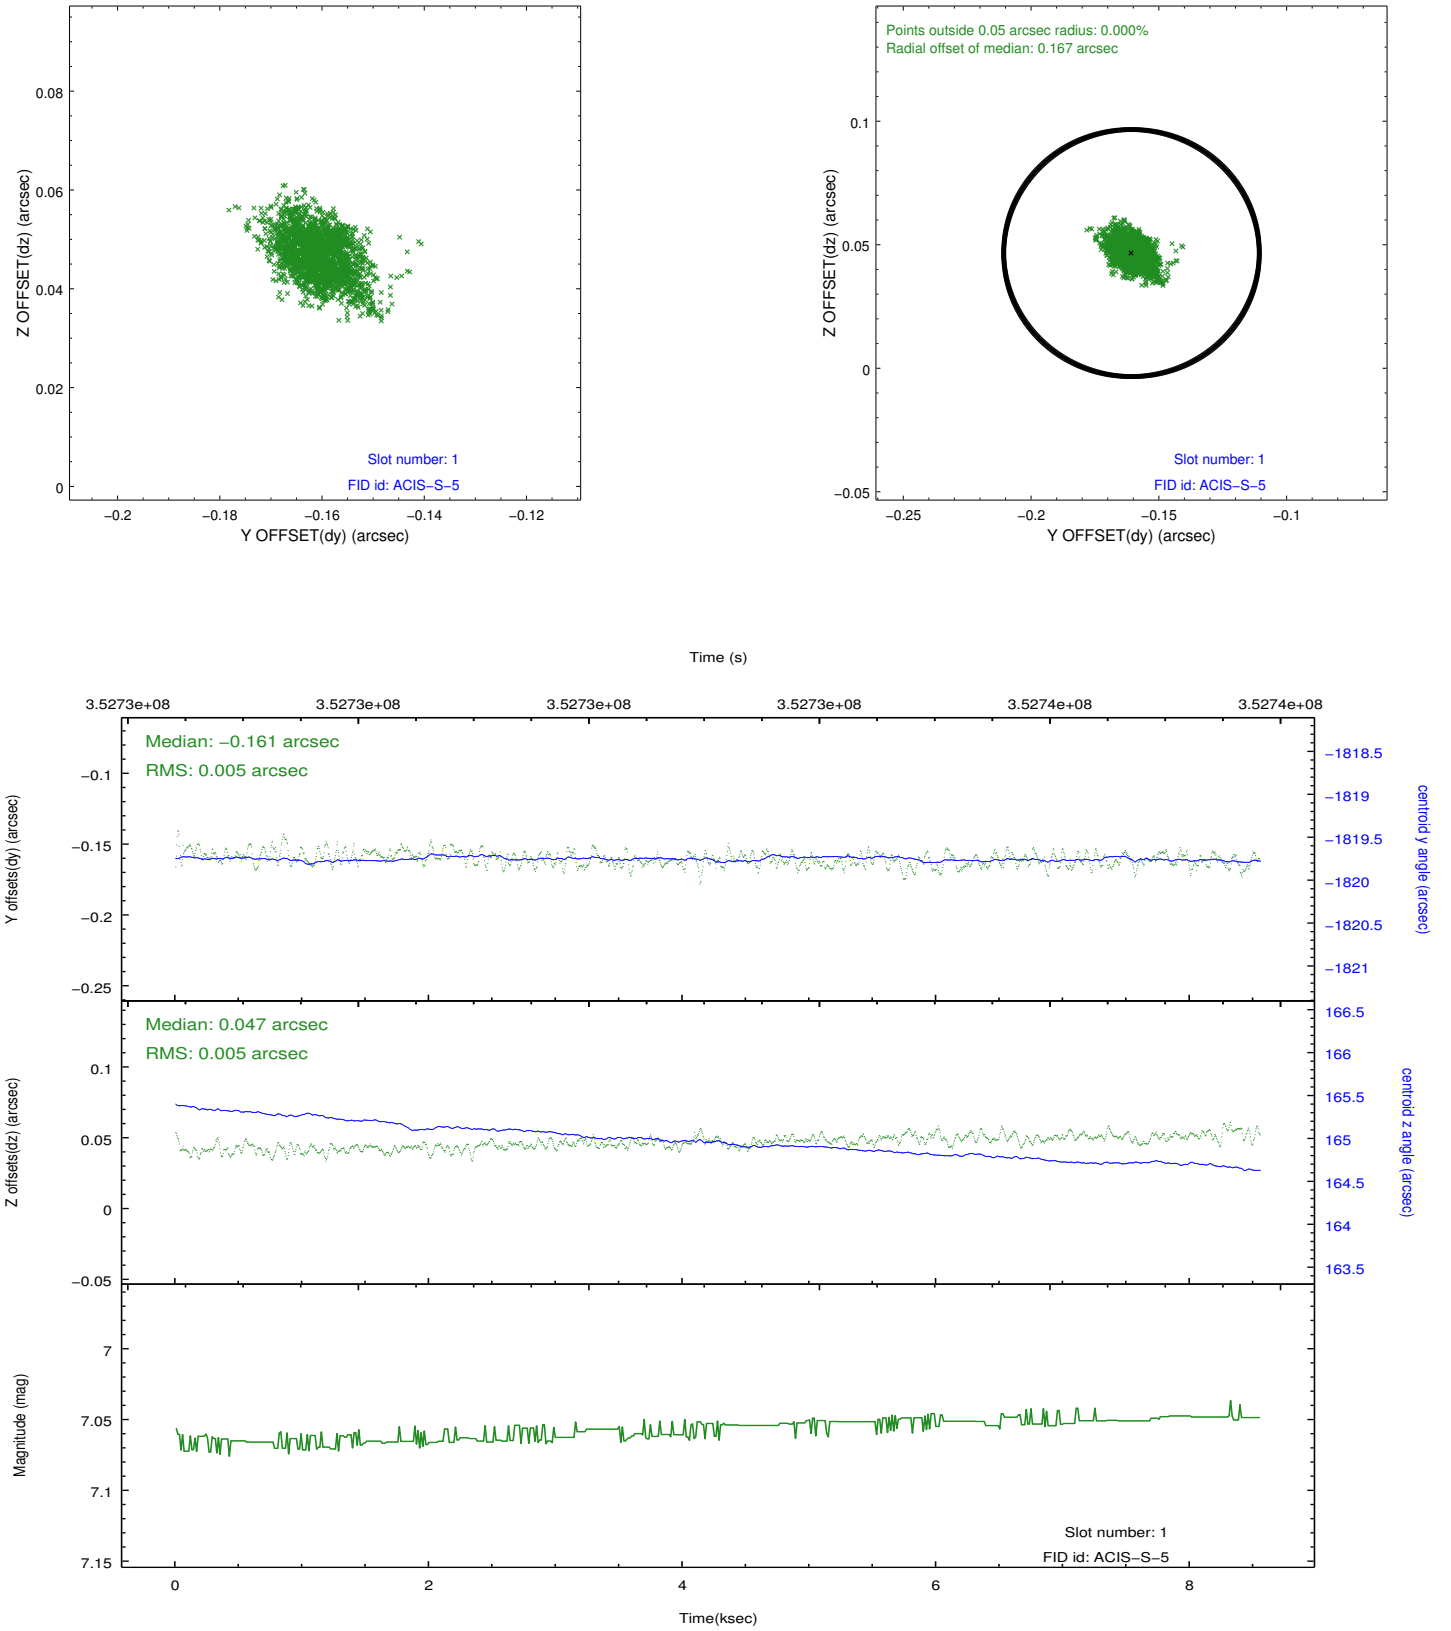 0.08
0.06
0.04
0.02
0
Z OFFSET(dz) (arcsec)
Slot number: 1
FID id: ACIS−S−5
−0.2
−0.18
−0.16
−0.14
−0.12
Y OFFSET(dy) (arcsec)
Points outside 0.05 arcsec radius: 0.000%
Radial offset of median: 0.167 arcsec
0.1
0.05
0
−0.05
Z OFFSET(dz) (arcsec)
Slot number: 1
FID id: ACIS−S−5
−0.25
−0.2
−0.15
−0.1
Y OFFSET(dy) (arcsec)
Time (s)
3.5273e+08
3.5273e+08
3.5273e+08
3.5273e+08
3.5274e+08
3.5274e+08
Median: −0.161 arcsec
RMS: 0.005 arcsec
−0.1
−0.15
−0.2
−0.25
Y offsets(dy) (arcsec)
−1818.5
−1819
−1819.5
−1820
−1820.5
−1821
centroid y angle (arcsec)
Median: 0.047 arcsec
RMS: 0.005 arcsec
0.1
0.05
0
−0.05
Z offsets(dz) (arcsec)
166.5
166
165.5
165
164.5
164
163.5
centroid z angle (arcsec)
7
7.05
7.1
7.15
Magnitude (mag)
Slot number: 1
FID id: ACIS−S−5
0
2
4
6
8
Time(ksec)